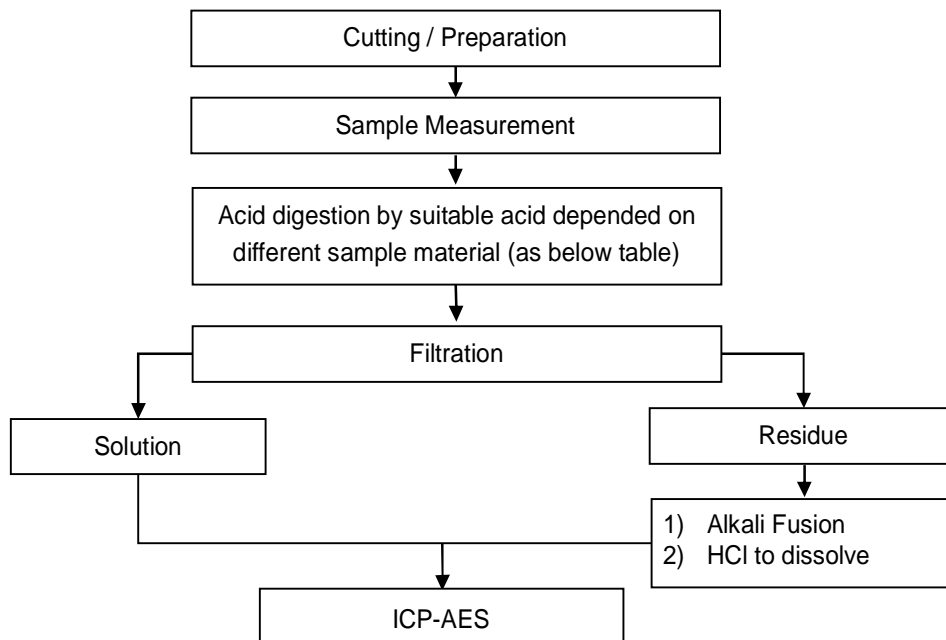 Cutting / Preparation
Sample Measurement
Acid digestion by suitable acid depended on
different sample material (as below table)
Filtration
Solution
Residue
1) Alkali Fusion
2) HCl to dissolve
ICP-AES